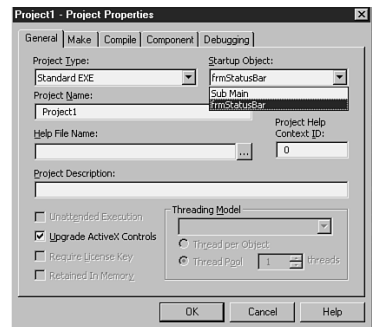 Project1 - Project Properties
General Make Compile Component Debugging
Project Type: Startup Object:
Standard EXE frmStatusBar
Sub Main
frmStatusBar
Project Name:
Project1
Project Help
Context ID:
Help File Name:
... 0
Project Description:
Unattended Execution
Upgrade ActiveX Controls
Require License Key
Retained In Memory
Threading Model
Thread per Object
Thread Pool 1 threads
OK Cancel Help